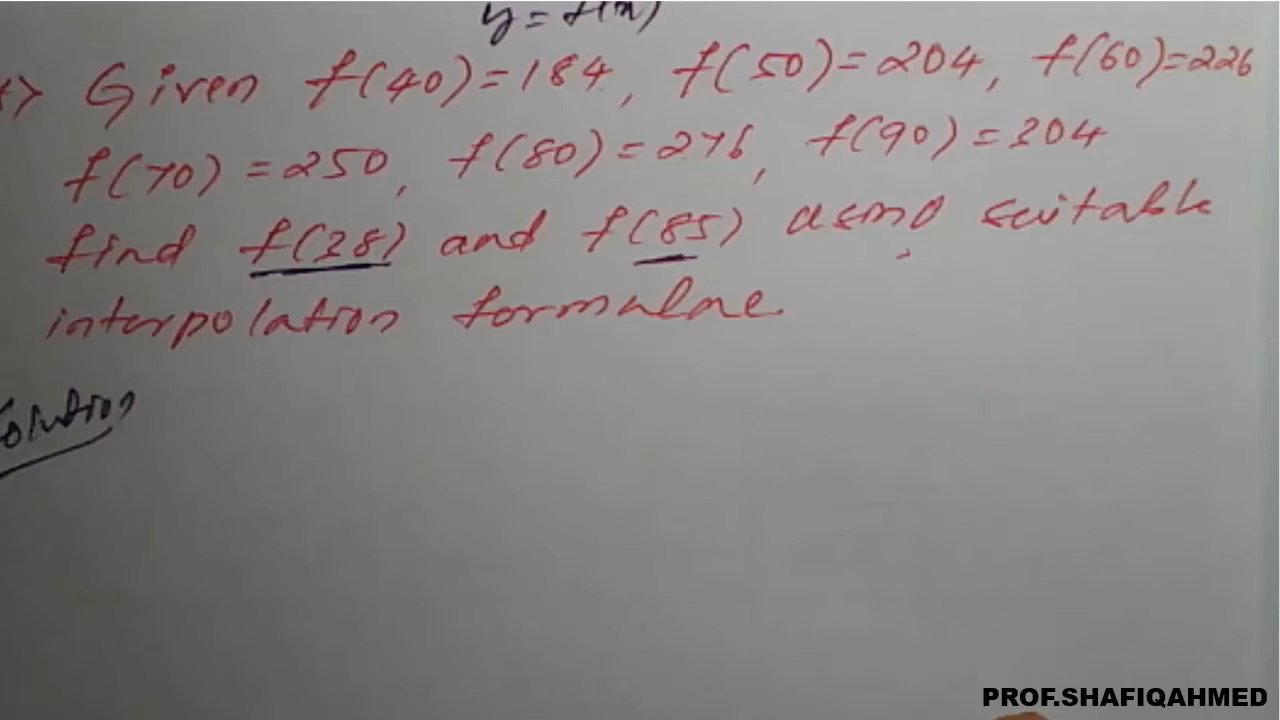 y = f(x)
1> Given f(40)=184, f(50)=204, f(60)=226
f(70)=250, f(80)=276, f(90)=304
find f(38) and f(85) using suitable
interpolation formulae.
Solution
PROF.SHAFIQAHMED